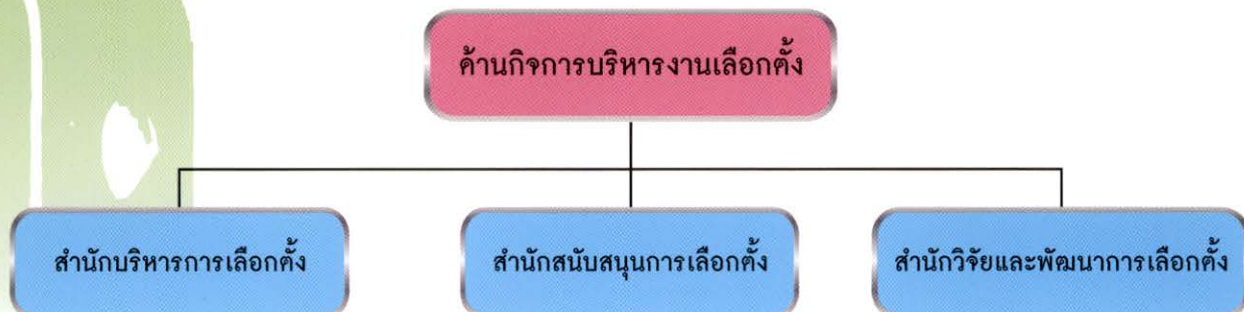 ด้านกิจการบริหารงานเลือกตั้ง
สำนักบริหารการเลือกตั้ง
สำนักสนับสนุนการเลือกตั้ง
สำนักวิจัยและพัฒนาการเลือกตั้ง